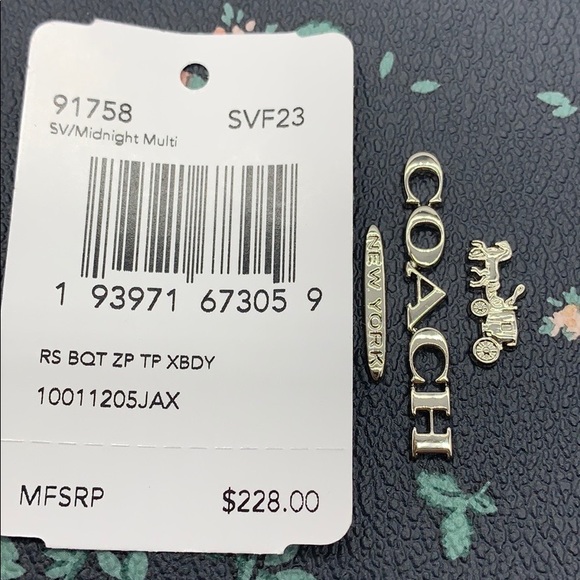 91758
SV/Midnight Multi
SVF23
1 93971 67305 9
RS BQT ZP TP XBDY
10011205JAX
MFSRP $228.00
NEW YORK
COACH